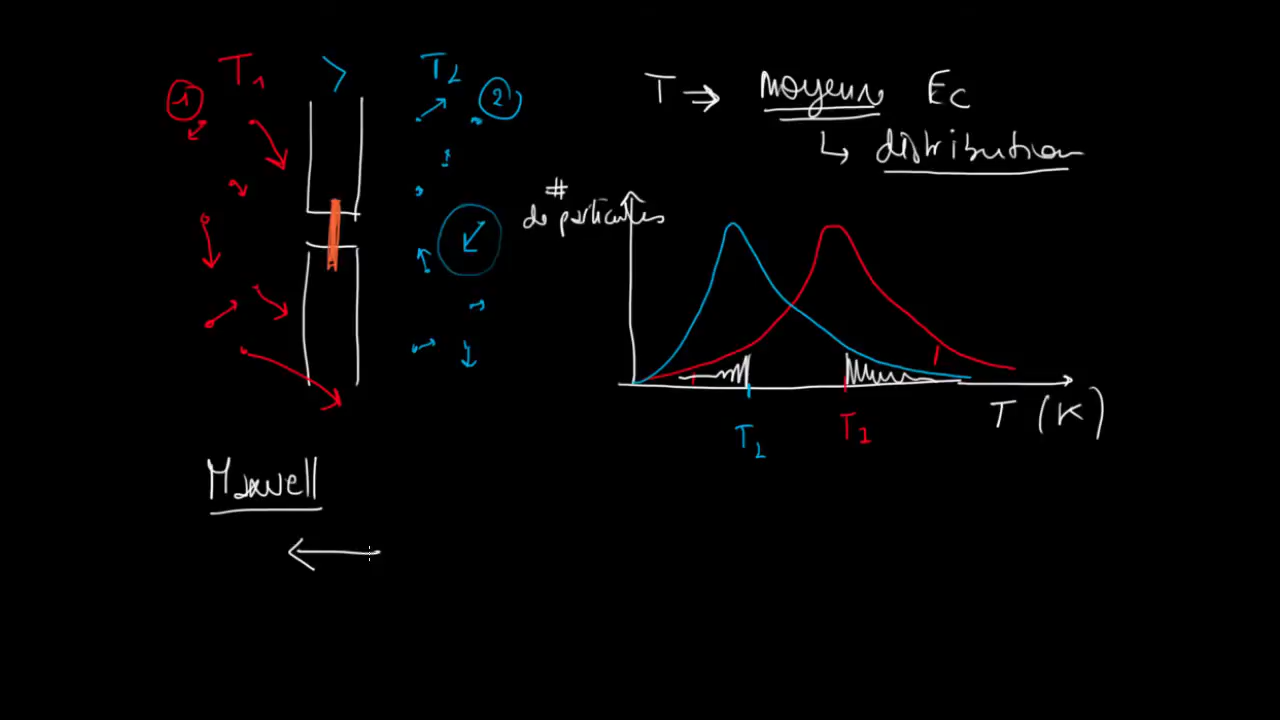 T₁ > T₂
① ②
T → moyenne Ec
↳ distribution
#
de particules
T₂ T₁
T (K)
Maxwell
←